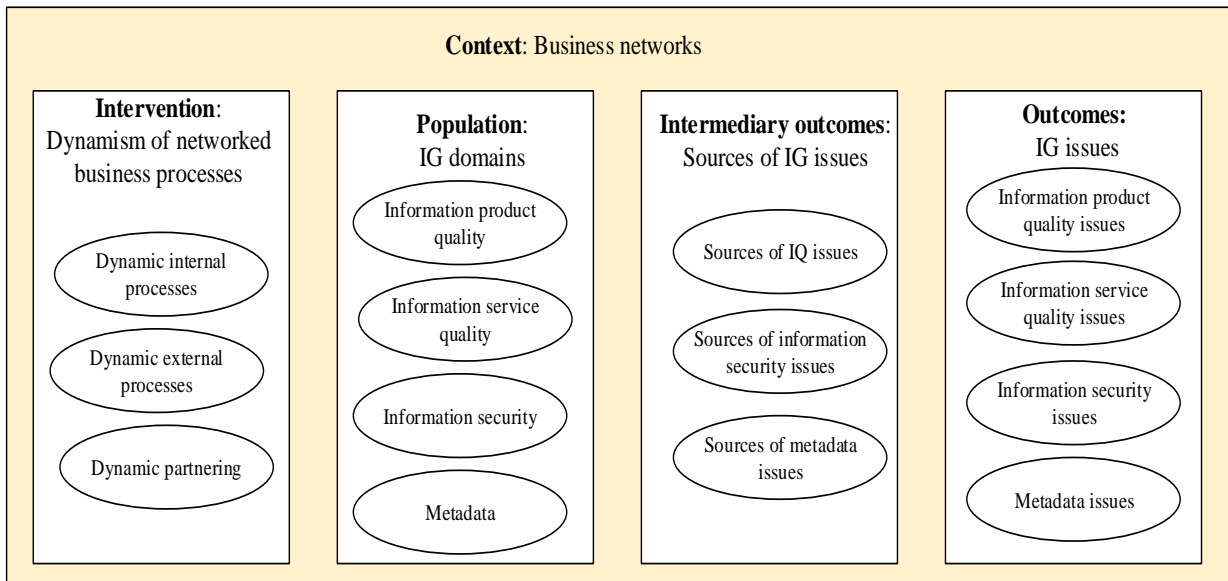 Context: Business networks
Intervention:
Dynamism of networked
business processes
Dynamic internal
processes
Dynamic external
processes
Dynamic partnering
Population:
IG domains
Information product
quality
Information service
quality
Information security
Metadata
Intermediary outcomes:
Sources of IG issues
Sources of IQ issues
Sources of information
security issues
Sources of metadata
issues
Outcomes:
IG issues
Information product
quality issues
Information service
quality issues
Information security
issues
Metadata issues